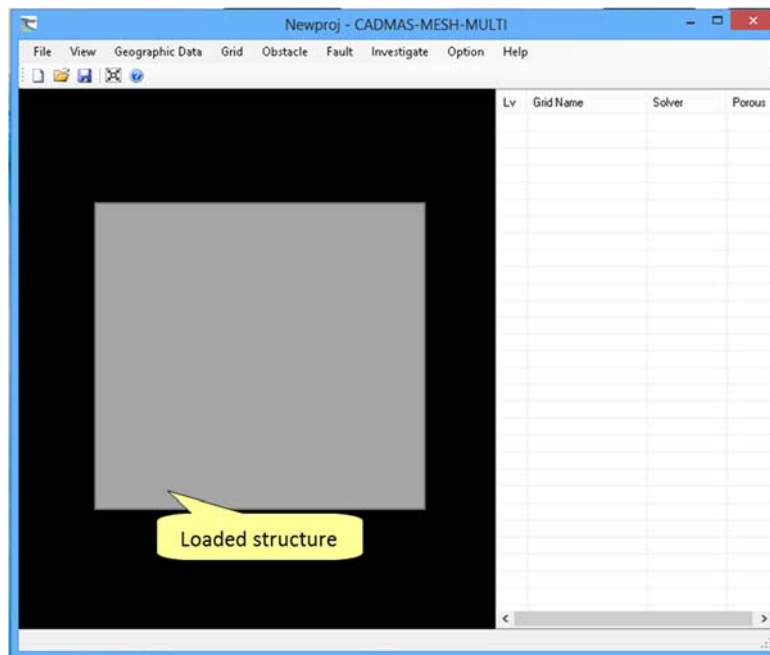 Newproj - CADMAS-MESH-MULTI
File View Geographic Data Grid Obstacle Fault Investigate Option Help
Lv Grid Name Solver Porous
Loaded structure